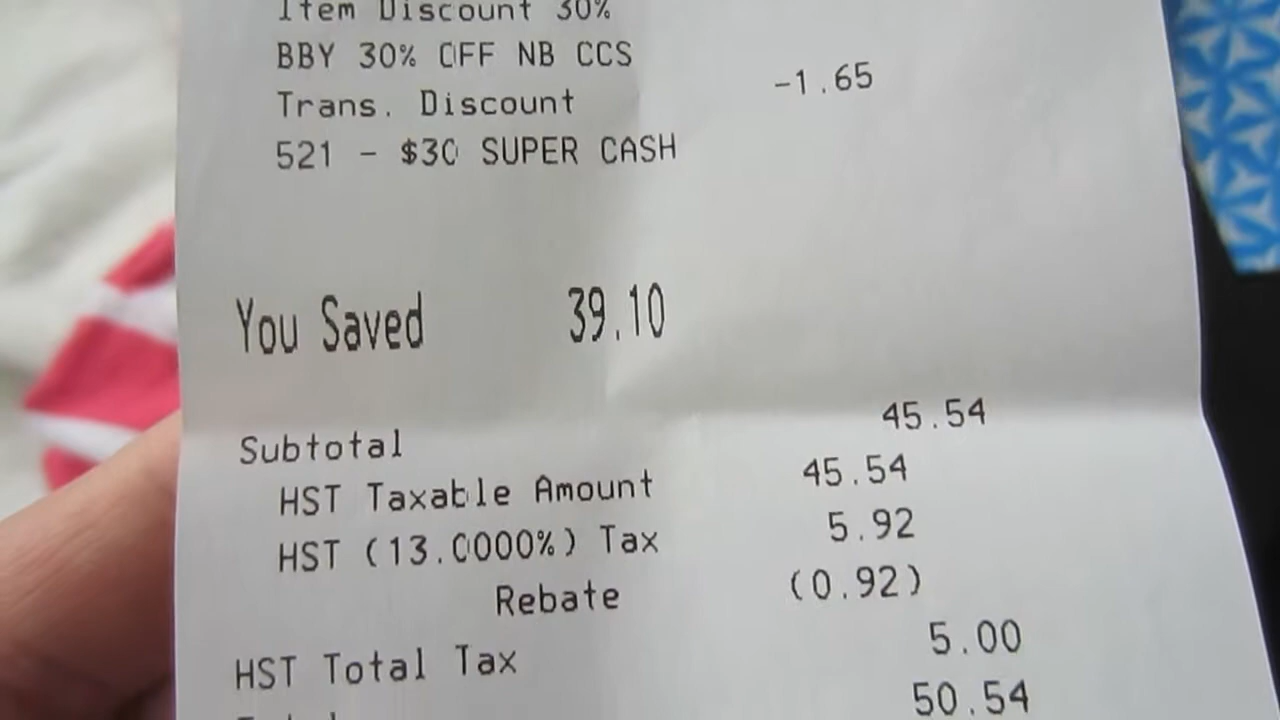 Item Discount 30%
BBY 30% OFF NB CCS
Trans. Discount -1.65
521 - $30 SUPER CASH
You Saved 39.10
Subtotal 45.54
HST Taxable Amount 45.54
HST (13.0000%) Tax 5.92
Rebate (0.92)
HST Total Tax 5.00
Total 50.54